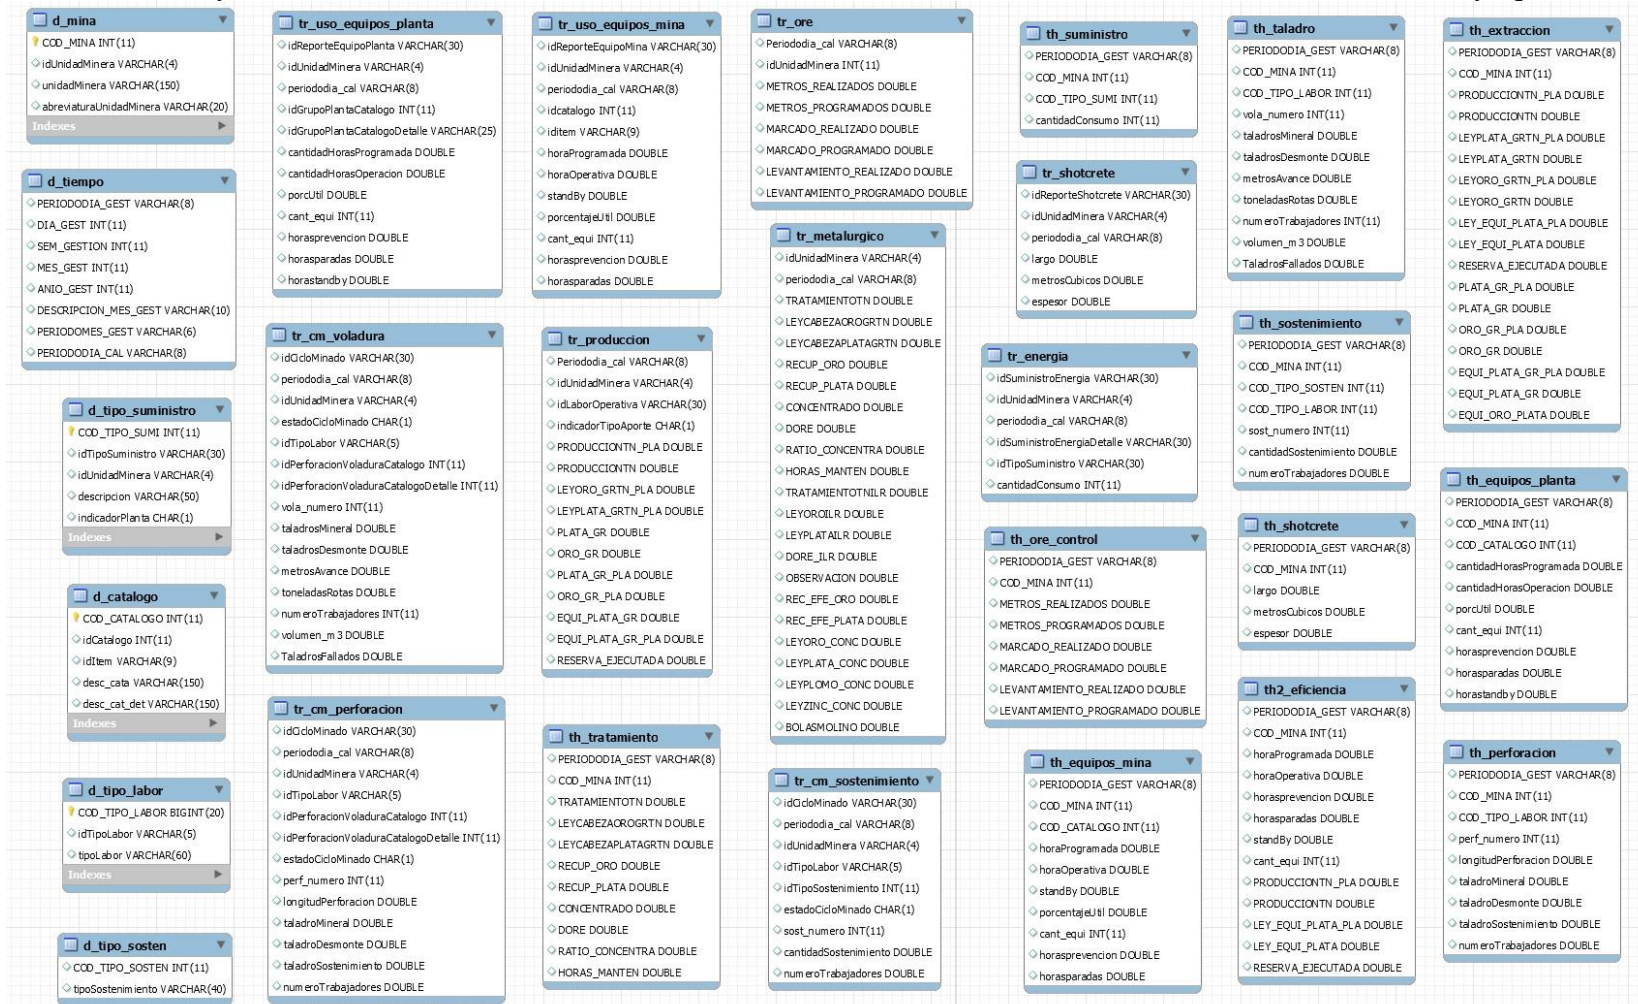 d_mina
COD_MINA INT(11)
idUnidadMinera VARCHAR(4)
unidadMinera VARCHAR(150)
abreviaturaUnidadMinera VARCHAR(20)
Indexes
d_tiempo
PERIODODIA_GEST VARCHAR(8)
DIA_GEST INT(11)
SEM_GESTION INT(11)
MES_GEST INT(11)
ANIO_GEST INT(11)
DESCRIPCION_MES_GEST VARCHAR(10)
PERIODOMES_GEST VARCHAR(6)
PERIODODIA_CAL VARCHAR(8)
d_tipo_suministro
COD_TIPO_SUMI INT(11)
idTipoSuministro VARCHAR(30)
idUnidadMinera VARCHAR(4)
descripcion VARCHAR(50)
indicadorPlanta CHAR(1)
Indexes
d_catalogo
COD_CATALOGO INT(11)
idCatalogo INT(11)
idItem VARCHAR(9)
desc_cata VARCHAR(150)
desc_cat_det VARCHAR(150)
Indexes
d_tipo_labor
COD_TIPO_LABOR BIGINT(20)
idTipoLabor VARCHAR(5)
tipoLabor VARCHAR(60)
Indexes
d_tipo_sosten
COD_TIPO_SOSTEN INT(11)
tipoSostenimiento VARCHAR(40)
tr_uso_equipos_planta
idReporteEquipoPlanta VARCHAR(30)
idUnidadMinera VARCHAR(4)
periododia_cal VARCHAR(8)
idGrupoPlantaCatalogo INT(11)
idGrupoPlantaCatalogoDetalle VARCHAR(25)
cantidadHorasProgramada DOUBLE
cantidadHorasOperacion DOUBLE
porcUtil DOUBLE
cant_equi INT(11)
horasprevencion DOUBLE
horasparadas DOUBLE
horastandby DOUBLE
tr_cm_voladura
idCicloMinado VARCHAR(30)
periododia_cal VARCHAR(8)
idUnidadMinera VARCHAR(4)
estadoCicloMinado CHAR(1)
idTipoLabor VARCHAR(5)
idPerforacionVoladuraCatalogo INT(11)
idPerforacionVoladuraCatalogoDetalle INT(11)
vola_numero INT(11)
taladrosMineral DOUBLE
taladrosDesmonte DOUBLE
metrosAvance DOUBLE
toneladasRotas DOUBLE
numeroTrabajadores INT(11)
volumen_m3 DOUBLE
TaladrosFallados DOUBLE
tr_cm_perforacion
idCicloMinado VARCHAR(30)
periododia_cal VARCHAR(8)
idUnidadMinera VARCHAR(4)
idTipoLabor VARCHAR(5)
idPerforacionVoladuraCatalogo INT(11)
idPerforacionVoladuraCatalogoDetalle INT(11)
estadoCicloMinado CHAR(1)
perf_numero INT(11)
longitudPerforacion DOUBLE
taladroMineral DOUBLE
taladroDesmonte DOUBLE
taladroSostenimiento DOUBLE
numeroTrabajadores DOUBLE
tr_uso_equipos_mina
idReporteEquipoMina VARCHAR(30)
idUnidadMinera VARCHAR(4)
periododia_cal VARCHAR(8)
idcatalogo INT(11)
iditem VARCHAR(9)
horaProgramada DOUBLE
horaOperativa DOUBLE
standBy DOUBLE
porcentajeUtil DOUBLE
cant_equi INT(11)
horasprevencion DOUBLE
horasparadas DOUBLE
tr_produccion
Periododia_cal VARCHAR(8)
idUnidadMinera VARCHAR(4)
idLaborOperativa VARCHAR(30)
indicadorTipoAporte CHAR(1)
PRODUCCIONTN_PLA DOUBLE
PRODUCCIONTN DOUBLE
LEYORO_GRTN_PLA DOUBLE
LEYPLATA_GRTN_PLA DOUBLE
PLATA_GR DOUBLE
ORO_GR DOUBLE
PLATA_GR_PLA DOUBLE
ORO_GR_PLA DOUBLE
EQUI_PLATA_GR DOUBLE
EQUI_PLATA_GR_PLA DOUBLE
RESERVA_EJECUTADA DOUBLE
th_tratamiento
PERIODODIA_GEST VARCHAR(8)
COD_MINA INT(11)
TRATAMIENTOTN DOUBLE
LEYCABEZAOROGRTN DOUBLE
LEYCABEZAPLATAGRTN DOUBLE
RECUP_ORO DOUBLE
RECUP_PLATA DOUBLE
CONCENTRADO DOUBLE
DORE DOUBLE
RATIO_CONCENTRA DOUBLE
HORAS_MANTEN DOUBLE
tr_ore
Periododia_cal VARCHAR(8)
idUnidadMinera INT(11)
METROS_REALIZADOS DOUBLE
METROS_PROGRAMADOS DOUBLE
MARCADO_REALIZADO DOUBLE
MARCADO_PROGRAMADO DOUBLE
LEVANTAMIENTO_REALIZADO DOUBLE
LEVANTAMIENTO_PROGRAMADO DOUBLE
tr_metalurgico
idUnidadMinera VARCHAR(4)
periododia_cal VARCHAR(8)
TRATAMIENTOTN DOUBLE
LEYCABEZAOROGRTN DOUBLE
LEYCABEZAPLATAGRTN DOUBLE
RECUP_ORO DOUBLE
RECUP_PLATA DOUBLE
CONCENTRADO DOUBLE
DORE DOUBLE
RATIO_CONCENTRA DOUBLE
HORAS_MANTEN DOUBLE
TRATAMIENTOTNILR DOUBLE
LEYOROILR DOUBLE
LEYPLATAILR DOUBLE
DORE_ILR DOUBLE
OBSERVACION DOUBLE
REC_EFE_ORO DOUBLE
REC_EFE_PLATA DOUBLE
LEYORO_CONC DOUBLE
LEYPLATA_CONC DOUBLE
LEYPLOMO_CONC DOUBLE
LEYZINC_CONC DOUBLE
BOLASMOLINO DOUBLE
tr_cm_sostenimiento
idCicloMinado VARCHAR(30)
periododia_cal VARCHAR(8)
idUnidadMinera VARCHAR(4)
idTipoLabor VARCHAR(5)
idTipoSostenimiento INT(11)
estadoCicloMinado CHAR(1)
sost_numero INT(11)
cantidadSostenimiento DOUBLE
numeroTrabajadores DOUBLE
th_suministro
PERIODODIA_GEST VARCHAR(8)
COD_MINA INT(11)
COD_TIPO_SUMI INT(11)
cantidadConsumo INT(11)
tr_shotcrete
idReporteShotcrete VARCHAR(30)
idUnidadMinera VARCHAR(4)
periododia_cal VARCHAR(8)
largo DOUBLE
metrosCubicos DOUBLE
espesor DOUBLE
tr_energia
idSuministroEnergia VARCHAR(30)
idUnidadMinera VARCHAR(4)
periododia_cal VARCHAR(8)
idSuministroEnergiaDetalle VARCHAR(30)
idTipoSuministro VARCHAR(30)
cantidadConsumo INT(11)
th_ore_control
PERIODODIA_GEST VARCHAR(8)
COD_MINA INT(11)
METROS_REALIZADOS DOUBLE
METROS_PROGRAMADOS DOUBLE
MARCADO_REALIZADO DOUBLE
MARCADO_PROGRAMADO DOUBLE
LEVANTAMIENTO_REALIZADO DOUBLE
LEVANTAMIENTO_PROGRAMADO DOUBLE
th_equipos_mina
PERIODODIA_GEST VARCHAR(8)
COD_MINA INT(11)
COD_CATALOGO INT(11)
horaProgramada DOUBLE
horaOperativa DOUBLE
standBy DOUBLE
porcentajeUtil DOUBLE
cant_equi INT(11)
horasprevencion DOUBLE
horasparadas DOUBLE
th_taladro
PERIODODIA_GEST VARCHAR(8)
COD_MINA INT(11)
COD_TIPO_LABOR INT(11)
vola_numero INT(11)
taladrosMineral DOUBLE
taladrosDesmonte DOUBLE
metrosAvance DOUBLE
toneladasRotas DOUBLE
numeroTrabajadores INT(11)
volumen_m3 DOUBLE
TaladrosFallados DOUBLE
th_sostenimiento
PERIODODIA_GEST VARCHAR(8)
COD_MINA INT(11)
COD_TIPO_SOSTEN INT(11)
COD_TIPO_LABOR INT(11)
sost_numero INT(11)
cantidadSostenimiento DOUBLE
numeroTrabajadores DOUBLE
th_shotcrete
PERIODODIA_GEST VARCHAR(8)
COD_MINA INT(11)
largo DOUBLE
metrosCubicos DOUBLE
espesor DOUBLE
th2_eficiencia
PERIODODIA_GEST VARCHAR(8)
COD_MINA INT(11)
horaProgramada DOUBLE
horaOperativa DOUBLE
horasprevencion DOUBLE
horasparadas DOUBLE
standBy DOUBLE
cant_equi INT(11)
PRODUCCIONTN_PLA DOUBLE
PRODUCCIONTN DOUBLE
LEY_EQUI_PLATA_PLA DOUBLE
LEY_EQUI_PLATA DOUBLE
RESERVA_EJECUTADA DOUBLE
th_extraccion
PERIODODIA_GEST VARCHAR(8)
COD_MINA INT(11)
PRODUCCIONTN_PLA DOUBLE
PRODUCCIONTN DOUBLE
LEYPLATA_GRTN_PLA DOUBLE
LEYPLATA_GRTN DOUBLE
LEYORO_GRTN_PLA DOUBLE
LEYORO_GRTN DOUBLE
LEY_EQUI_PLATA_PLA DOUBLE
LEY_EQUI_PLATA DOUBLE
RESERVA_EJECUTADA DOUBLE
PLATA_GR_PLA DOUBLE
PLATA_GR DOUBLE
ORO_GR_PLA DOUBLE
ORO_GR DOUBLE
EQUI_PLATA_GR_PLA DOUBLE
EQUI_PLATA_GR DOUBLE
EQUI_ORO_PLATA DOUBLE
th_equipos_planta
PERIODODIA_GEST VARCHAR(8)
COD_MINA INT(11)
COD_CATALOGO INT(11)
cantidadHorasProgramada DOUBLE
cantidadHorasOperacion DOUBLE
porcUtil DOUBLE
cant_equi INT(11)
horasprevencion DOUBLE
horasparadas DOUBLE
horastandby DOUBLE
th_perforacion
PERIODODIA_GEST VARCHAR(8)
COD_MINA INT(11)
COD_TIPO_LABOR INT(11)
perf_numero INT(11)
longitudPerforacion DOUBLE
taladroMineral DOUBLE
taladroDesmonte DOUBLE
taladroSostenimiento DOUBLE
numeroTrabajadores DOUBLE